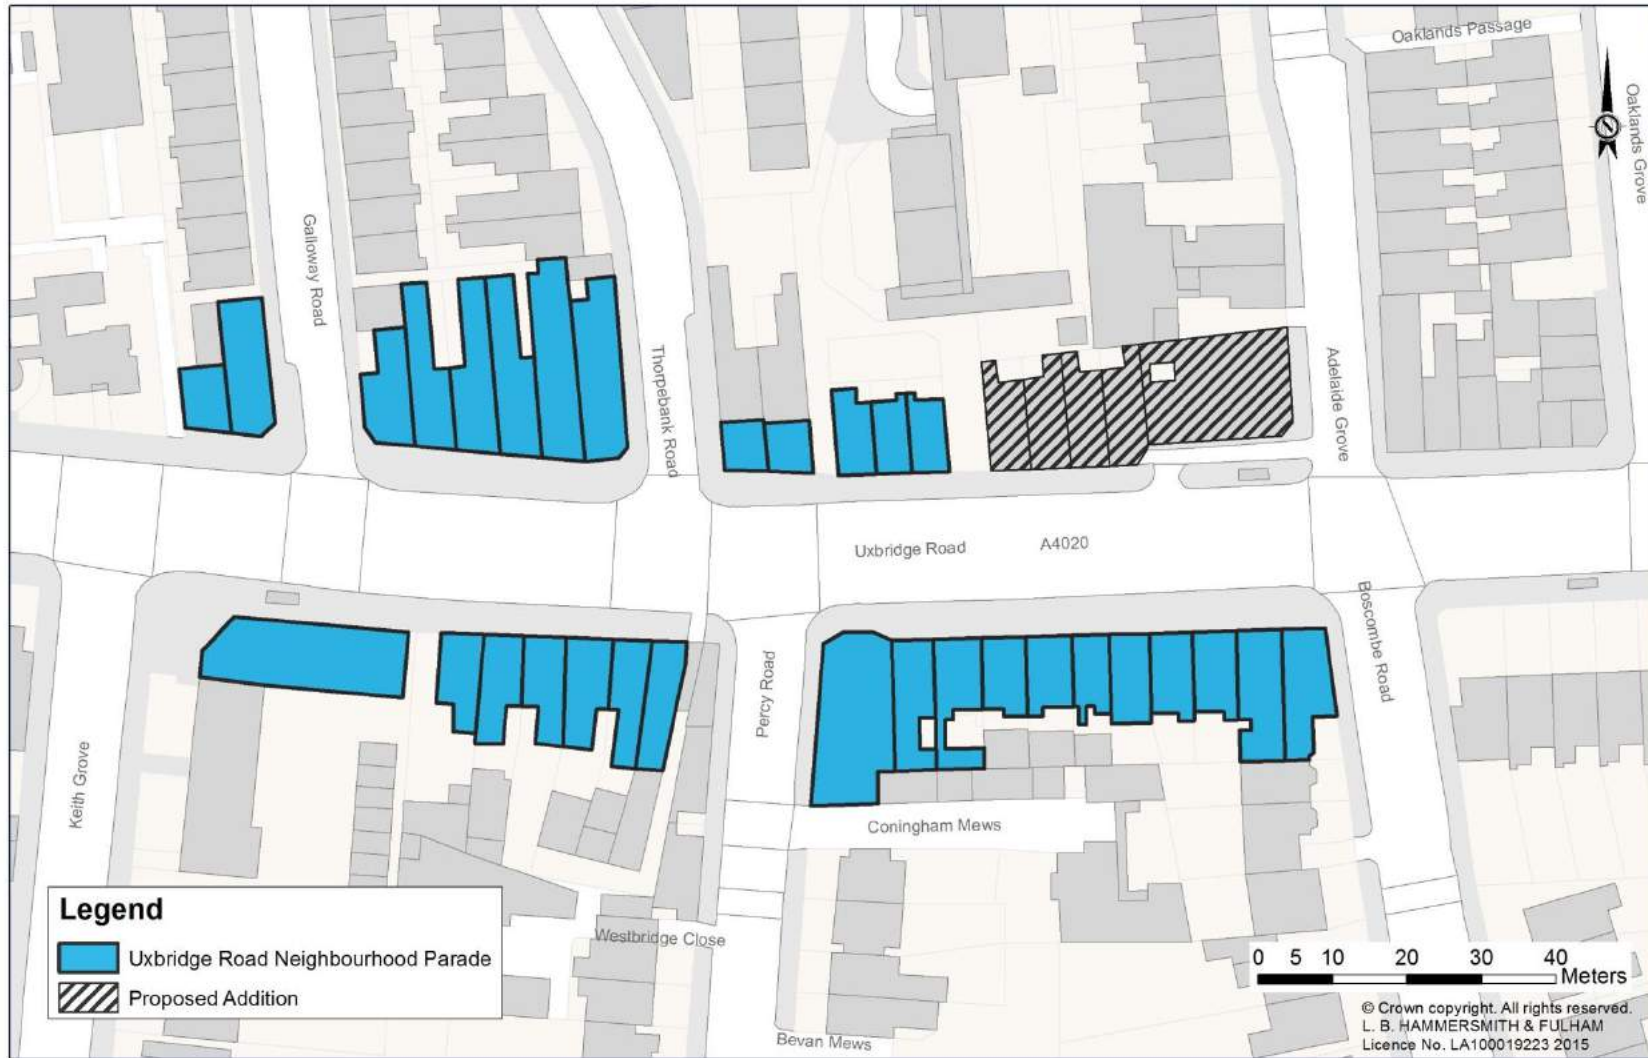 Oaklands Passage
Oaklands Grove
Galloway Road
Thorpebank Road
Adelaide Grove
Uxbridge Road
A4020
Boscombe Road
Percy Road
Keith Grove
Coningham Mews
Westbridge Close
Bevan Mews
Legend
Uxbridge Road Neighbourhood Parade
Proposed Addition
0 5 10 20 30 40
Meters
© Crown copyright. All rights reserved.
L. B. HAMMERSMITH & FULHAM
Licence No. LA100019223 2015